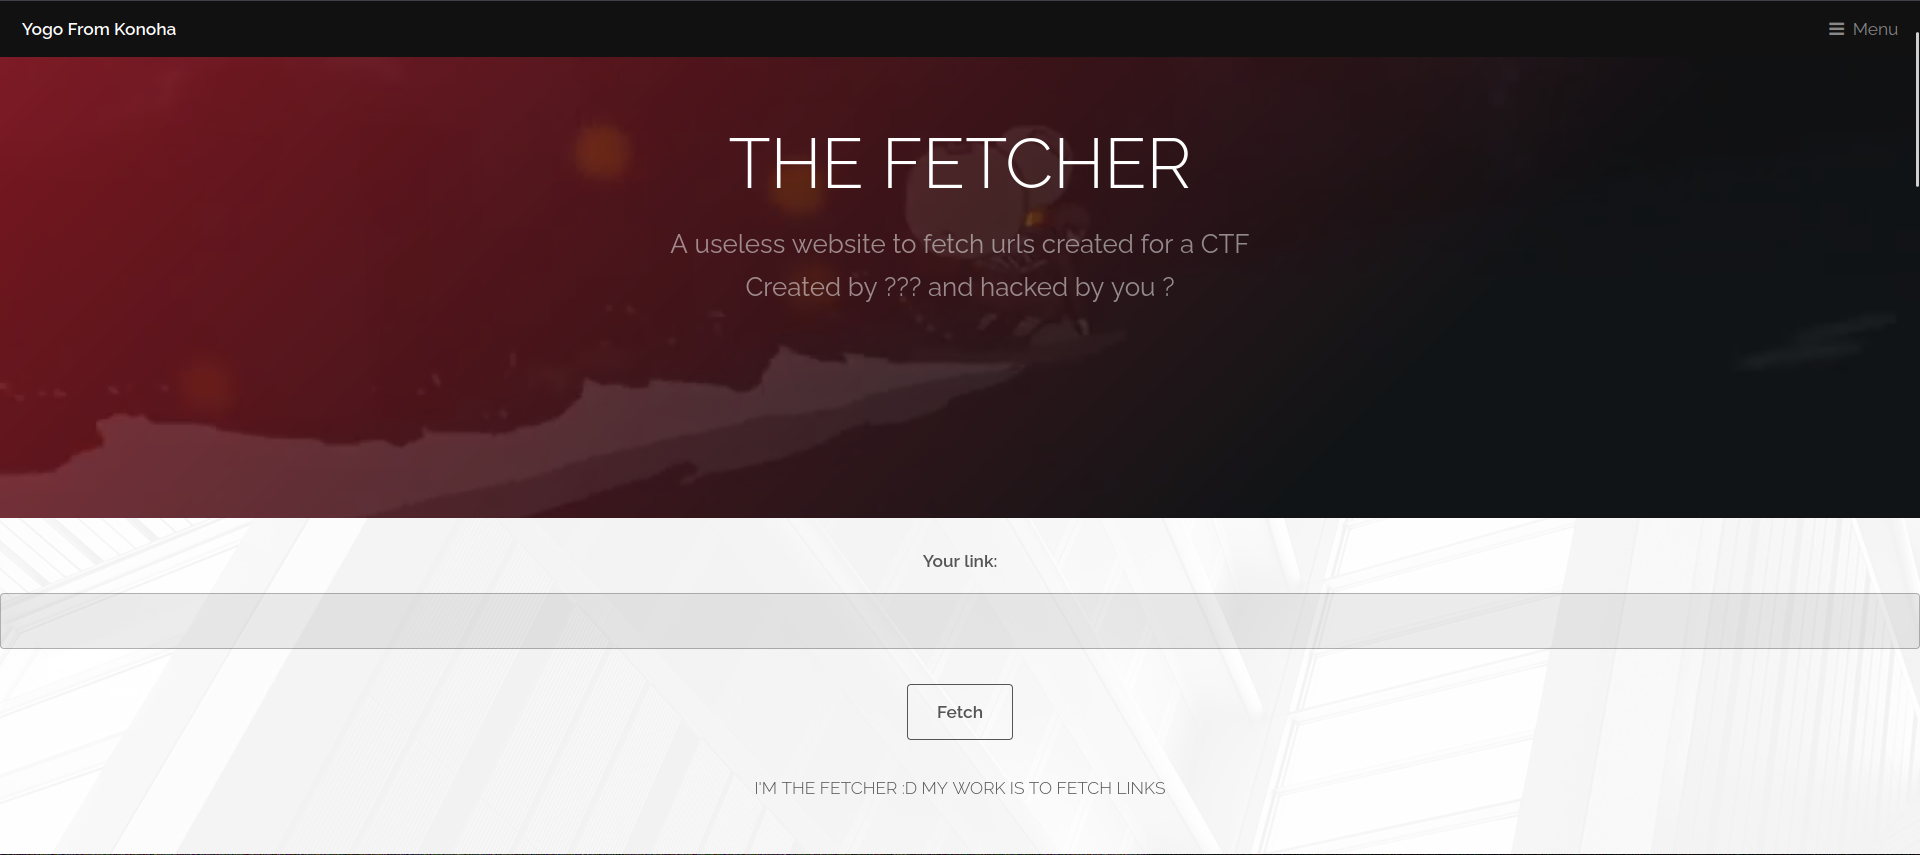 Yogo From Konoha
Menu
THE FETCHER
A useless website to fetch urls created for a CTF
Created by ??? and hacked by you ?
Your link:
Fetch
I'M THE FETCHER :D MY WORK IS TO FETCH LINKS